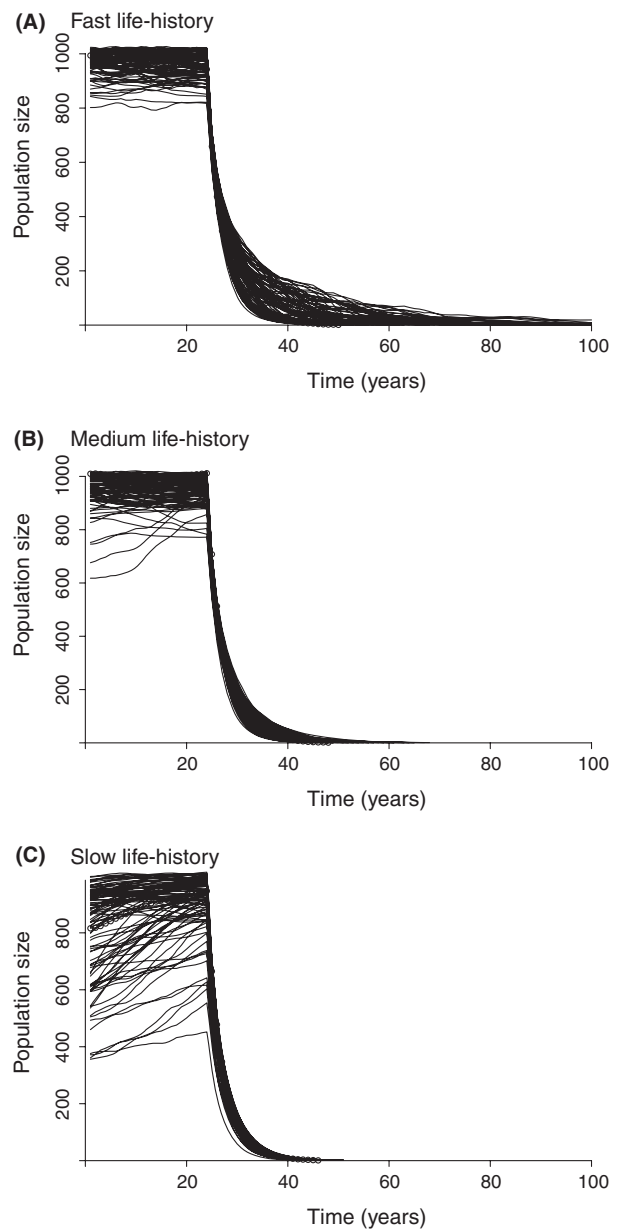 (A) Fast life-history
Population size
1000
800
600
400
200
20 40 60 80 100
Time (years)
(B) Medium life-history
Population size
1000
800
600
400
200
20 40 60 80 100
Time (years)
(C) Slow life-history
Population size
800
600
400
200
20 40 60 80 100
Time (years)